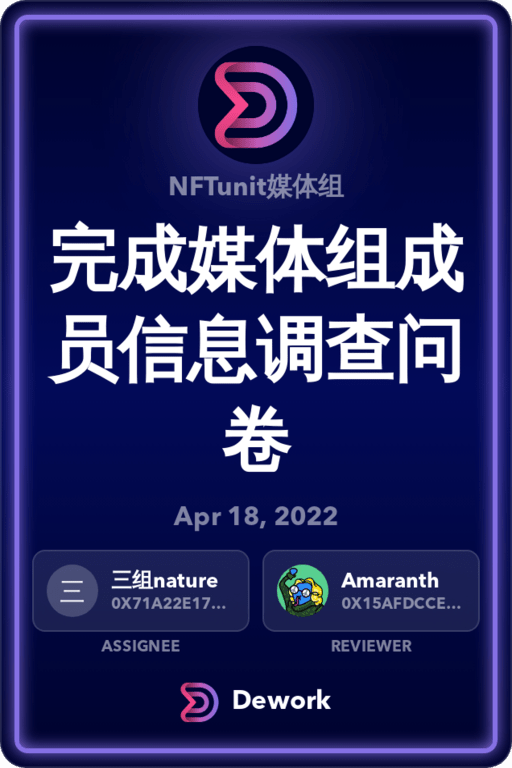 NFTunit媒体组
完成媒体组成
员信息调查问
卷
Apr 18, 2022
三
三组nature
0X71A22E17...
ASSIGNEE
Amaranth
0X15AFDCCE...
REVIEWER
Dework